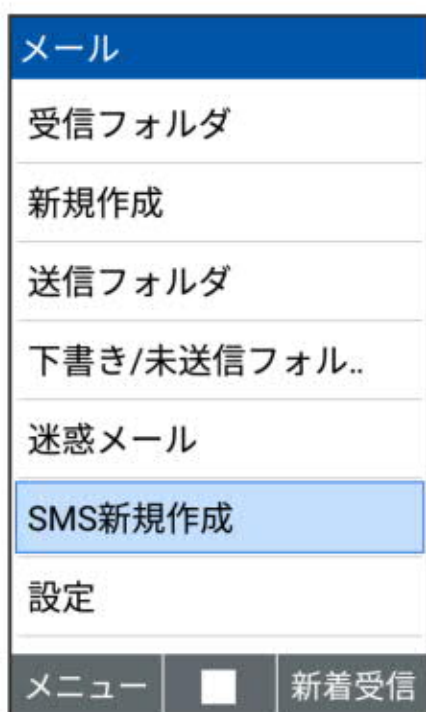 メール
受信フォルダ
新規作成
送信フォルダ
下書き/未送信フォル..
迷惑メール
SMS新規作成
設定
メニュー 新着受信